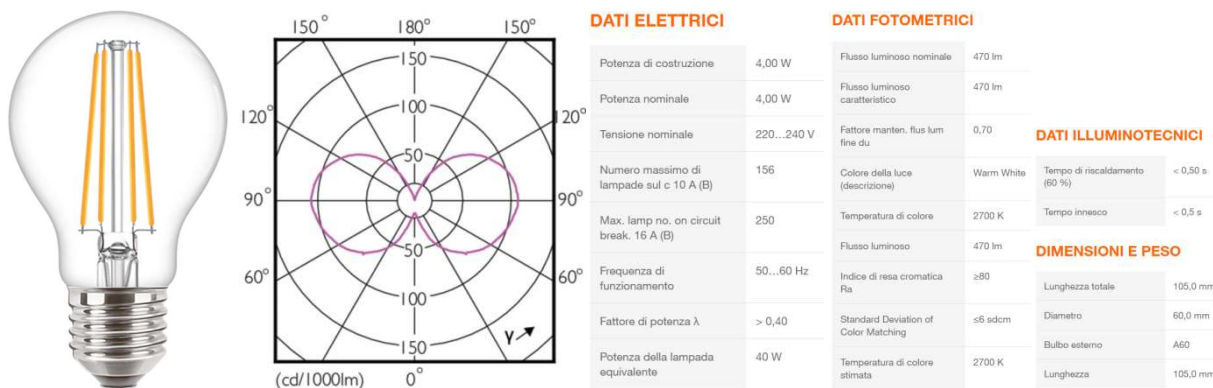 150° 180° 150°
150
120° 100 120°
50
90° 90°
50
60° 100 60°
150 γ
(cd/1000lm) 0°
DATI ELETTRICI
Potenza di costruzione 4,00 W
Potenza nominale 4,00 W
Tensione nominale 220...240 V
Numero massimo di
lampade sul c 10 A (B) 156
Max. lamp no. on circuit
break. 16 A (B) 250
Frequenza di
funzionamento 50...60 Hz
Fattore di potenza λ > 0,40
Potenza della lampada
equivalente 40 W
DATI FOTOMETRICI
Flusso luminoso nominale 470 lm
Flusso luminoso
caratteristico 470 lm
Fattore manten. flus lum
fine du 0,70
Colore della luce
(descrizione) Warm White
Temperatura di colore 2700 K
Flusso luminoso 470 lm
Indice di resa cromatica
Ra ≥80
Standard Deviation of
Color Matching ≤6 sdcm
Temperatura di colore
stimata 2700 K
DATI ILLUMINOTECNICI
Tempo di riscaldamento
(60 %) < 0,50 s
Tempo innesco < 0,5 s
DIMENSIONI E PESO
Lunghezza totale 105,0 mm
Diametro 60,0 mm
Bulbo esterno A60
Lunghezza 105,0 mm